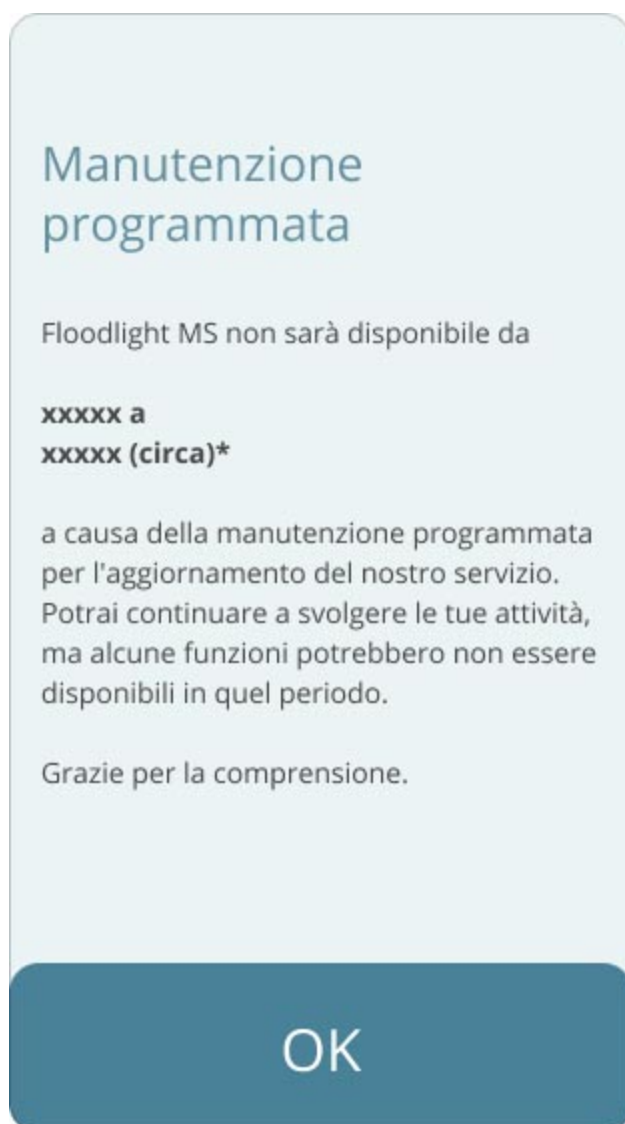 Manutenzione
programmata
Floodlight MS non sarà disponibile da
xxxxx a
xxxxx (circa)*
a causa della manutenzione programmata
per l'aggiornamento del nostro servizio.
Potrai continuare a svolgere le tue attività,
ma alcune funzioni potrebbero non essere
disponibili in quel periodo.
Grazie per la comprensione.
OK